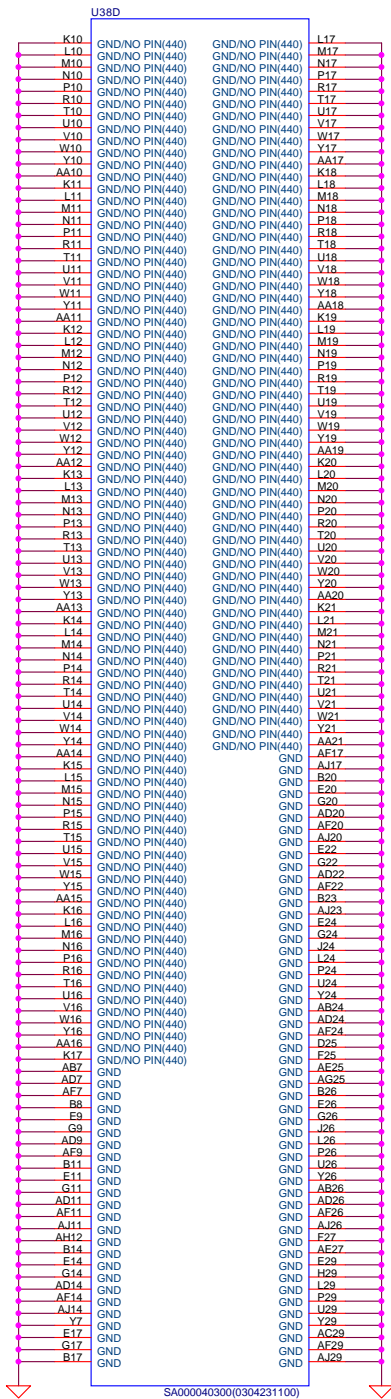 U38D
K10 GND/NO PIN(440) GND/NO PIN(440) L17
L10 GND/NO PIN(440) GND/NO PIN(440) M17
M10 GND/NO PIN(440) GND/NO PIN(440) N17
N10 GND/NO PIN(440) GND/NO PIN(440) P17
P10 GND/NO PIN(440) GND/NO PIN(440) R17
R10 GND/NO PIN(440) GND/NO PIN(440) T17
T10 GND/NO PIN(440) GND/NO PIN(440) U17
U10 GND/NO PIN(440) GND/NO PIN(440) V17
V10 GND/NO PIN(440) GND/NO PIN(440) W17
W10 GND/NO PIN(440) GND/NO PIN(440) Y17
Y10 GND/NO PIN(440) GND/NO PIN(440) AA17
AA10 GND/NO PIN(440) GND/NO PIN(440) K18
K11 GND/NO PIN(440) GND/NO PIN(440) L18
L11 GND/NO PIN(440) GND/NO PIN(440) M18
M11 GND/NO PIN(440) GND/NO PIN(440) N18
N11 GND/NO PIN(440) GND/NO PIN(440) P18
P11 GND/NO PIN(440) GND/NO PIN(440) R18
R11 GND/NO PIN(440) GND/NO PIN(440) T18
T11 GND/NO PIN(440) GND/NO PIN(440) U18
U11 GND/NO PIN(440) GND/NO PIN(440) V18
V11 GND/NO PIN(440) GND/NO PIN(440) W18
W11 GND/NO PIN(440) GND/NO PIN(440) Y18
Y11 GND/NO PIN(440) GND/NO PIN(440) AA18
AA11 GND/NO PIN(440) GND/NO PIN(440) K19
K12 GND/NO PIN(440) GND/NO PIN(440) L19
L12 GND/NO PIN(440) GND/NO PIN(440) M19
M12 GND/NO PIN(440) GND/NO PIN(440) N19
N12 GND/NO PIN(440) GND/NO PIN(440) P19
P12 GND/NO PIN(440) GND/NO PIN(440) R19
R12 GND/NO PIN(440) GND/NO PIN(440) T19
T12 GND/NO PIN(440) GND/NO PIN(440) U19
U12 GND/NO PIN(440) GND/NO PIN(440) V19
V12 GND/NO PIN(440) GND/NO PIN(440) W19
W12 GND/NO PIN(440) GND/NO PIN(440) Y19
Y12 GND/NO PIN(440) GND/NO PIN(440) AA19
AA12 GND/NO PIN(440) GND/NO PIN(440) K20
K13 GND/NO PIN(440) GND/NO PIN(440) L20
L13 GND/NO PIN(440) GND/NO PIN(440) M20
M13 GND/NO PIN(440) GND/NO PIN(440) N20
N13 GND/NO PIN(440) GND/NO PIN(440) P20
P13 GND/NO PIN(440) GND/NO PIN(440) R20
R13 GND/NO PIN(440) GND/NO PIN(440) T20
T13 GND/NO PIN(440) GND/NO PIN(440) U20
U13 GND/NO PIN(440) GND/NO PIN(440) V20
V13 GND/NO PIN(440) GND/NO PIN(440) W20
W13 GND/NO PIN(440) GND/NO PIN(440) Y20
Y13 GND/NO PIN(440) GND/NO PIN(440) AA20
AA13 GND/NO PIN(440) GND/NO PIN(440) K21
K14 GND/NO PIN(440) GND/NO PIN(440) L21
L14 GND/NO PIN(440) GND/NO PIN(440) M21
M14 GND/NO PIN(440) GND/NO PIN(440) N21
N14 GND/NO PIN(440) GND/NO PIN(440) P21
P14 GND/NO PIN(440) GND/NO PIN(440) R21
R14 GND/NO PIN(440) GND/NO PIN(440) T21
T14 GND/NO PIN(440) GND/NO PIN(440) U21
U14 GND/NO PIN(440) GND/NO PIN(440) V21
V14 GND/NO PIN(440) GND/NO PIN(440) W21
W14 GND/NO PIN(440) GND/NO PIN(440) Y21
Y14 GND/NO PIN(440) GND/NO PIN(440) AA21
AA14 GND/NO PIN(440) GND AF17
K15 GND/NO PIN(440) GND AJ17
L15 GND/NO PIN(440) GND B20
M15 GND/NO PIN(440) GND E20
N15 GND/NO PIN(440) GND G20
P15 GND/NO PIN(440) GND AD20
R15 GND/NO PIN(440) GND AF20
T15 GND/NO PIN(440) GND AJ20
U15 GND/NO PIN(440) GND E22
V15 GND/NO PIN(440) GND G22
W15 GND/NO PIN(440) GND AD22
Y15 GND/NO PIN(440) GND AF22
AA15 GND/NO PIN(440) GND B23
K16 GND/NO PIN(440) GND AJ23
L16 GND/NO PIN(440) GND E24
M16 GND/NO PIN(440) GND G24
N16 GND/NO PIN(440) GND J24
P16 GND/NO PIN(440) GND L24
R16 GND/NO PIN(440) GND P24
T16 GND/NO PIN(440) GND U24
U16 GND/NO PIN(440) GND Y24
V16 GND/NO PIN(440) GND AB24
W16 GND/NO PIN(440) GND AD24
Y16 GND/NO PIN(440) GND AF24
AA16 GND/NO PIN(440) GND D25
K17 GND/NO PIN(440) GND F25
AB7 GND GND AE25
AD7 GND GND AG25
AF7 GND GND B26
B8 GND GND E26
E9 GND GND G26
G9 GND GND J26
AD9 GND GND L26
AF9 GND GND P26
B11 GND GND U26
E11 GND GND Y26
G11 GND GND AB26
AD11 GND GND AD26
AF11 GND GND AF26
AJ11 GND GND AJ26
AH12 GND GND F27
B14 GND GND AE27
E14 GND GND E29
G14 GND GND H29
AD14 GND GND L29
AF14 GND GND P29
AJ14 GND GND U29
Y7 GND GND Y29
E17 GND GND AC29
G17 GND GND AF29
B17 GND GND AJ29
SA000040300(0304231100)